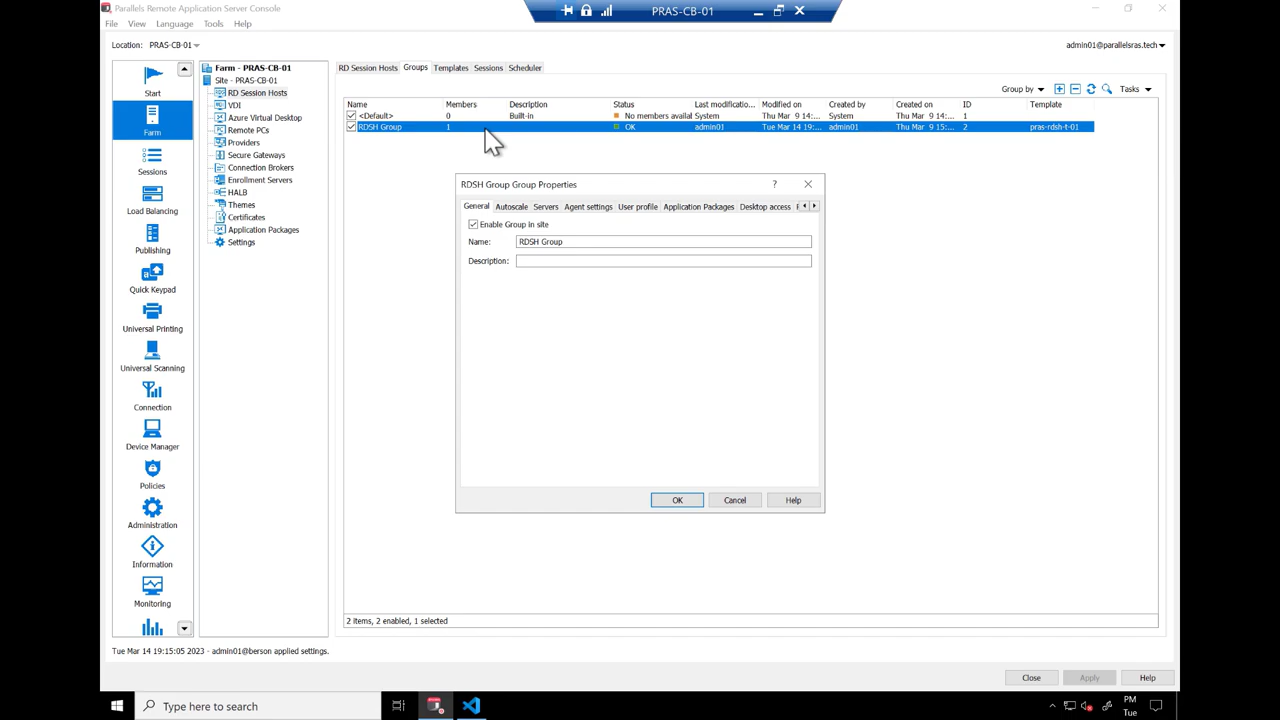 Parallels Remote Application Server Console
PRAS-CB-01
File View Language Tools Help
Location: PRAS-CB-01
admin01@parallelsras.tech
Start
Farm
Sessions
Load Balancing
Publishing
Quick Keypad
Universal Printing
Universal Scanning
Connection
Device Manager
Policies
Administration
Information
Monitoring
Farm - PRAS-CB-01
Site - PRAS-CB-01
RD Session Hosts
VDI
Azure Virtual Desktop
Remote PCs
Providers
Secure Gateways
Connection Brokers
Enrollment Servers
HALB
Themes
Certificates
Application Packages
Settings
RD Session Hosts Groups Templates Sessions Scheduler
Group by Tasks
Name Members Description Status Last modificatio... Modified on Created by Created on ID Template
<Default> 0 Built-in No members availal System Thu Mar 9 14:... System Thu Mar 9 14:... 1
RDSH Group 1 OK admin01 Tue Mar 14 19:... admin01 Thu Mar 9 15:... 2 pras-rdsh-t-01
RDSH Group Group Properties ?
General Autoscale Servers Agent settings User profile Application Packages Desktop access
Enable Group in site
Name: RDSH Group
Description:
OK Cancel Help
2 items, 2 enabled, 1 selected
Tue Mar 14 19:15:05 2023 - admin01@berson applied settings.
Close Apply Help
Type here to search
PM
Tue